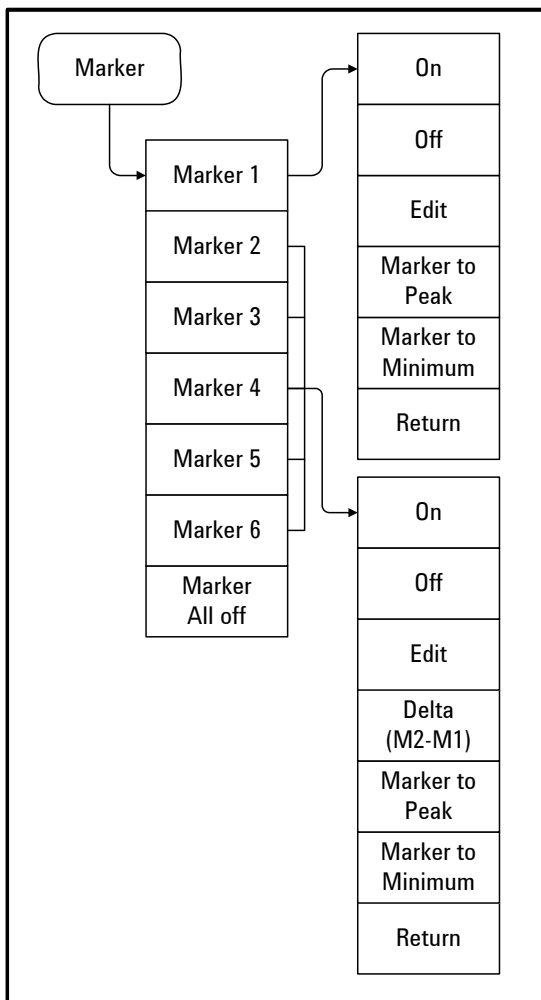 Marker
Marker 1
Marker 2
Marker 3
Marker 4
Marker 5
Marker 6
Marker
All off
On
Off
Edit
Marker to
Peak
Marker to
Minimum
Return
On
Off
Edit
Delta
(M2-M1)
Marker to
Peak
Marker to
Minimum
Return